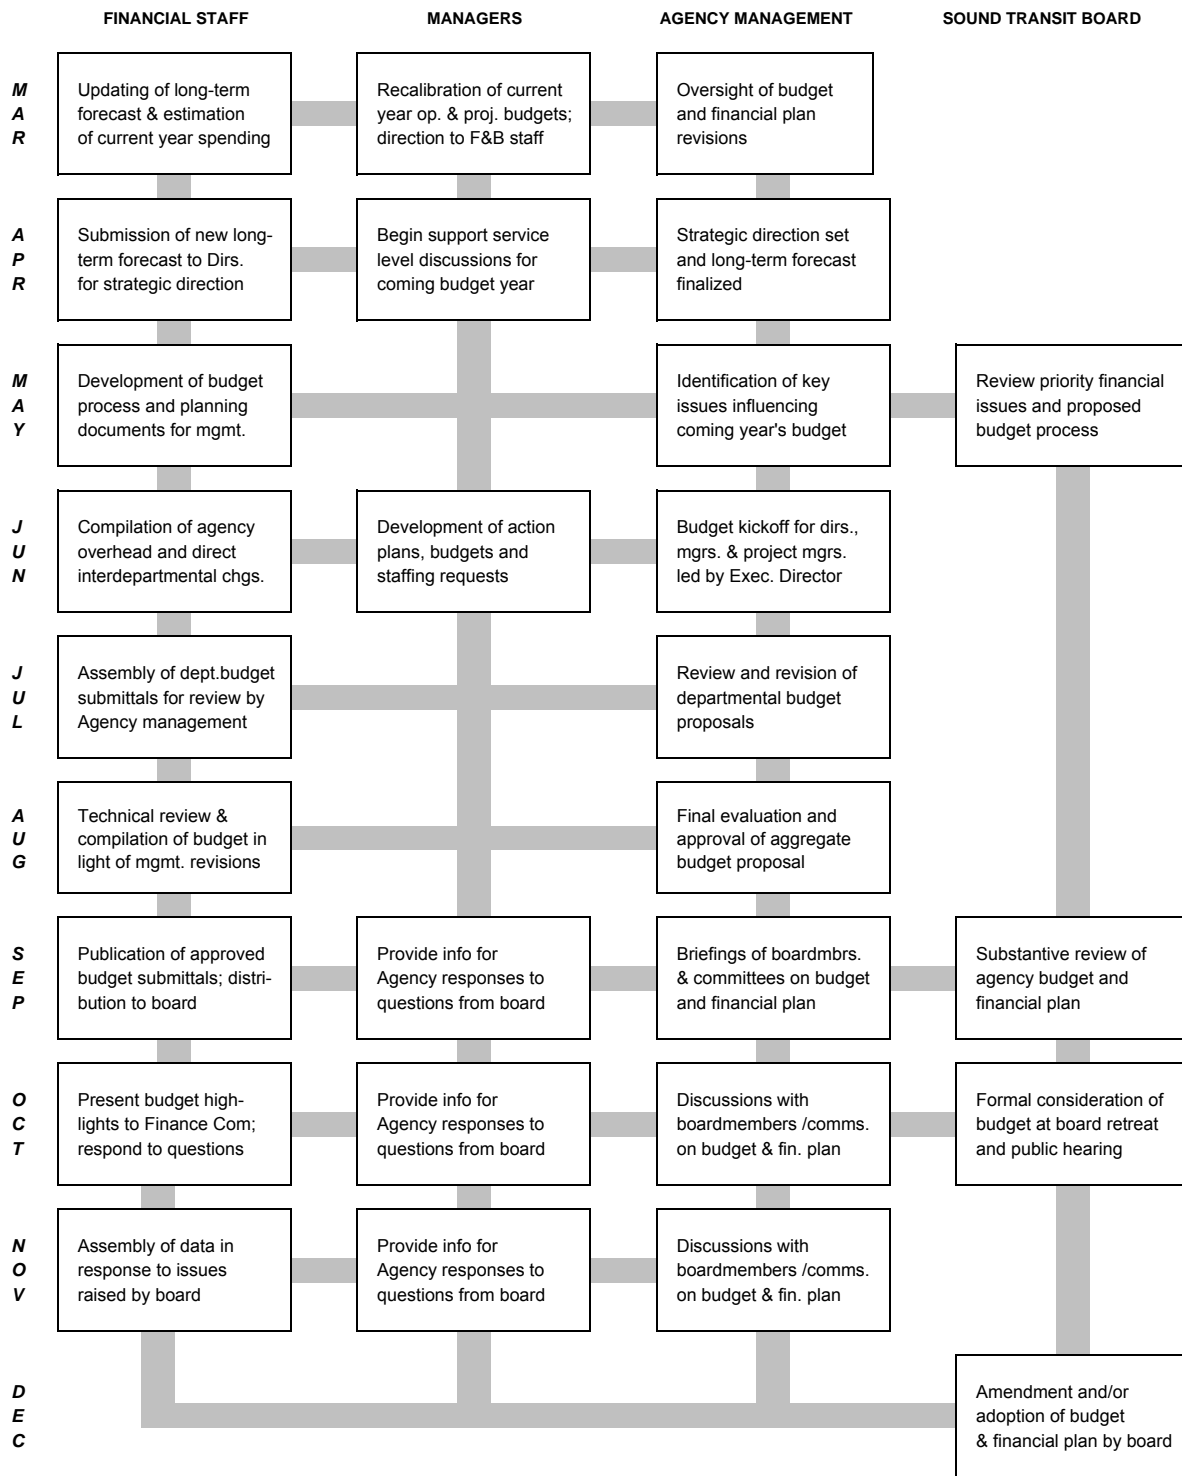 FINANCIAL STAFF MANAGERS AGENCY MANAGEMENT SOUND TRANSIT BOARD
M
A
R
Updating of long-term
forecast & estimation
of current year spending
Recalibration of current
year op. & proj. budgets;
direction to F&B staff
Oversight of budget
and financial plan
revisions
A
P
R
Submission of new long-
term forecast to Dirs.
for strategic direction
Begin support service
level discussions for
coming budget year
Strategic direction set
and long-term forecast
finalized
M
A
Y
Development of budget
process and planning
documents for mgmt.
Identification of key
issues influencing
coming year's budget
Review priority financial
issues and proposed
budget process
J
U
N
Compilation of agency
overhead and direct
interdepartmental chgs.
Development of action
plans, budgets and
staffing requests
Budget kickoff for dirs.,
mgrs. & project mgrs.
led by Exec. Director
J
U
L
Assembly of dept.budget
submittals for review by
Agency management
Review and revision of
departmental budget
proposals
A
U
G
Technical review &
compilation of budget in
light of mgmt. revisions
Final evaluation and
approval of aggregate
budget proposal
S
E
P
Publication of approved
budget submittals; distri-
bution to board
Provide info for
Agency responses to
questions from board
Briefings of boardmbrs.
& committees on budget
and financial plan
Substantive review of
agency budget and
financial plan
O
C
T
Present budget high-
lights to Finance Com;
respond to questions
Provide info for
Agency responses to
questions from board
Discussions with
boardmembers /comms.
on budget & fin. plan
Formal consideration of
budget at board retreat
and public hearing
N
O
V
Assembly of data in
response to issues
raised by board
Provide info for
Agency responses to
questions from board
Discussions with
boardmembers /comms.
on budget & fin. plan
D
E
C
Amendment and/or
adoption of budget
& financial plan by board